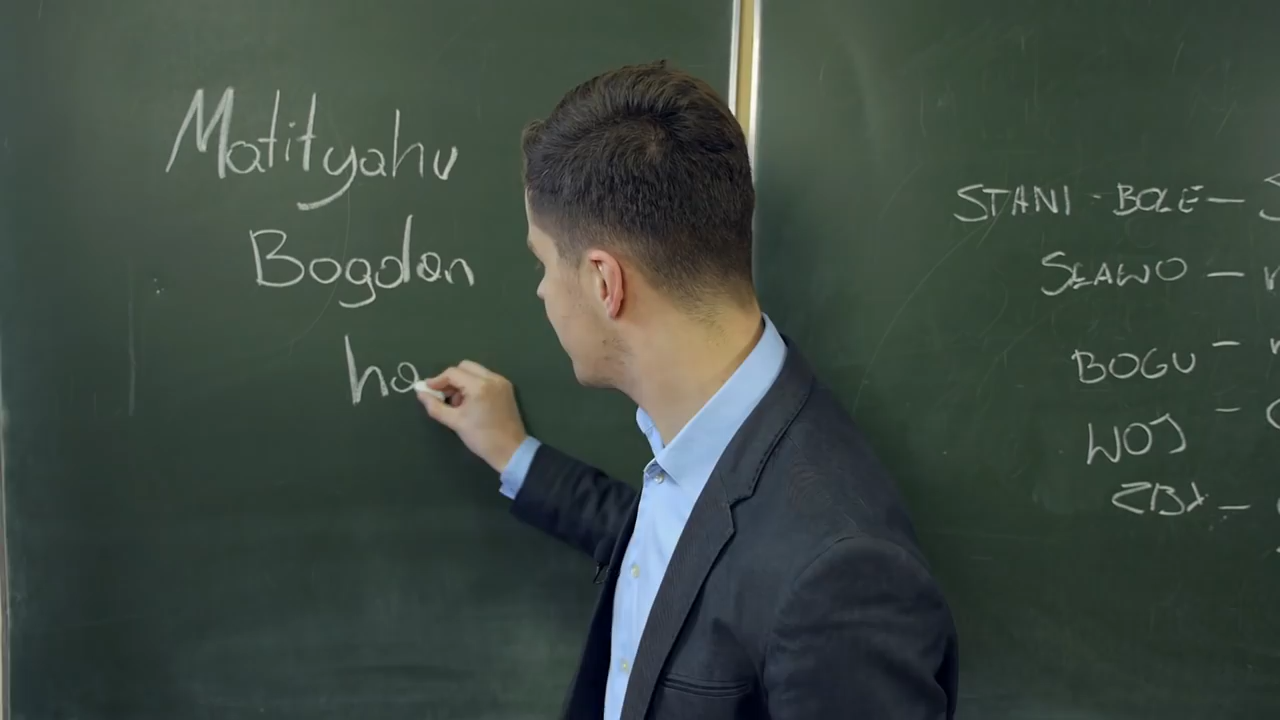 Matityahu
Bogdan
ha
STANI - BOLE —
SŁAWO —
BOGU —
WOJ —
ZBY —